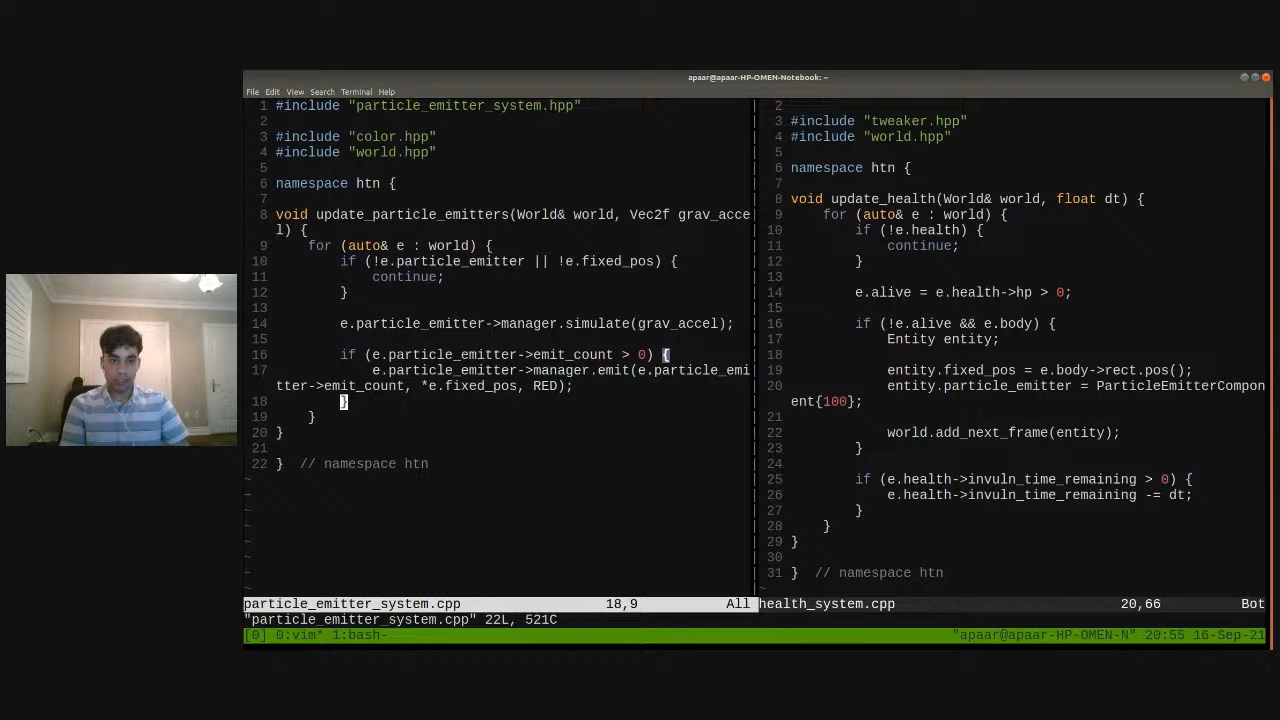 apaar@apaar-HP-OMEN-Notebook: ~
File Edit View Search Terminal Help
1 #include "particle_emitter_system.hpp"
2
3 #include "color.hpp"
4 #include "world.hpp"
5
6 namespace htn {
7
8 void update_particle_emitters(World& world, Vec2f grav_acce
l) {
9     for (auto& e : world) {
10         if (!e.particle_emitter || !e.fixed_pos) {
11             continue;
12         }
13
14         e.particle_emitter->manager.simulate(grav_accel);
15
16         if (e.particle_emitter->emit_count > 0) {
17             e.particle_emitter->manager.emit(e.particle_emi
tter->emit_count, *e.fixed_pos, RED);
18         }
19     }
20 }
21
22 }  // namespace htn
~
~
~
~
~
~
~
~
particle_emitter_system.cpp 18,9 All
2
3 #include "tweaker.hpp"
4 #include "world.hpp"
5
6 namespace htn {
7
8 void update_health(World& world, float dt) {
9     for (auto& e : world) {
10         if (!e.health) {
11             continue;
12         }
13
14         e.alive = e.health->hp > 0;
15
16         if (!e.alive && e.body) {
17             Entity entity;
18
19             entity.fixed_pos = e.body->rect.pos();
20             entity.particle_emitter = ParticleEmitterCompon
ent{100};
21
22             world.add_next_frame(entity);
23         }
24
25         if (e.health->invuln_time_remaining > 0) {
26             e.health->invuln_time_remaining -= dt;
27         }
28     }
29 }
30
31 }  // namespace htn
~
health_system.cpp 20,66 Bot
"particle_emitter_system.cpp" 22L, 521C
[0] 0:vim* 1:bash- "apaar@apaar-HP-OMEN-N" 20:55 16-Sep-21